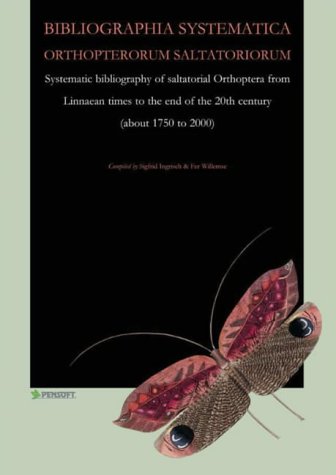 BIBLIOGRAPHIA SYSTEMATICA
ORTHOPTERORUM SALTATORIORUM
Systematic bibliography of saltatorial Orthoptera from
Linnaean times to the end of the 20th century
(about 1750 to 2000)
Compiled by Sigfrid Ingrisch & Fer Willemse
PENSOFT